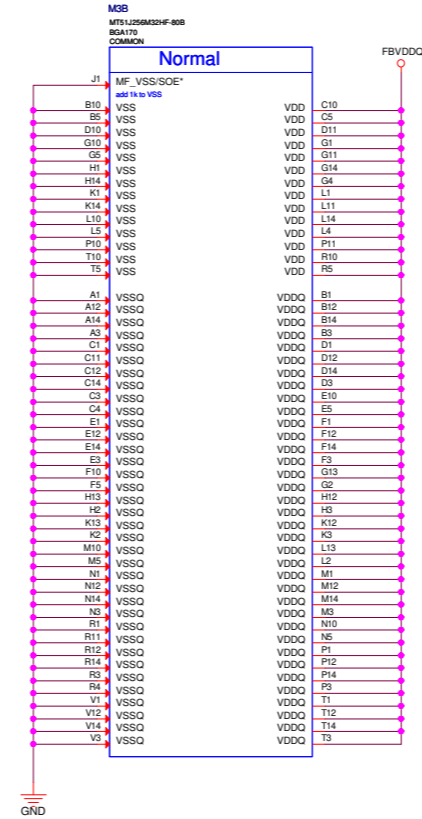 M3B
MT51J256M32HF-80B
BGA170
COMMON
Normal
FBVDDQ
J1 MF_VSS/SOE*
add 1k to VSS
B10 VSS VDD C10
B5 VSS VDD C5
D10 VSS VDD D11
G10 VSS VDD G1
G5 VSS VDD G11
H1 VSS VDD G14
H14 VSS VDD G4
K1 VSS VDD L1
K14 VSS VDD L11
L10 VSS VDD L14
L5 VSS VDD L4
P10 VSS VDD P11
T10 VSS VDD R10
T5 VSS VDD R5
A1 VSSQ VDDQ B1
A12 VSSQ VDDQ B12
A14 VSSQ VDDQ B14
A3 VSSQ VDDQ B3
C1 VSSQ VDDQ D1
C11 VSSQ VDDQ D12
C12 VSSQ VDDQ D14
C14 VSSQ VDDQ D3
C3 VSSQ VDDQ E10
C4 VSSQ VDDQ E5
E1 VSSQ VDDQ F1
E12 VSSQ VDDQ F12
E14 VSSQ VDDQ F14
E3 VSSQ VDDQ F3
F10 VSSQ VDDQ G13
F5 VSSQ VDDQ G2
H13 VSSQ VDDQ H12
H2 VSSQ VDDQ H3
K13 VSSQ VDDQ K12
K2 VSSQ VDDQ K3
M10 VSSQ VDDQ L13
M5 VSSQ VDDQ L2
N1 VSSQ VDDQ M1
N12 VSSQ VDDQ M12
N14 VSSQ VDDQ M14
N3 VSSQ VDDQ M3
R1 VSSQ VDDQ N10
R11 VSSQ VDDQ N5
R12 VSSQ VDDQ P1
R14 VSSQ VDDQ P12
R3 VSSQ VDDQ P14
R4 VSSQ VDDQ P3
V1 VSSQ VDDQ T1
V12 VSSQ VDDQ T12
V14 VSSQ VDDQ T14
V3 VSSQ VDDQ T3
GND